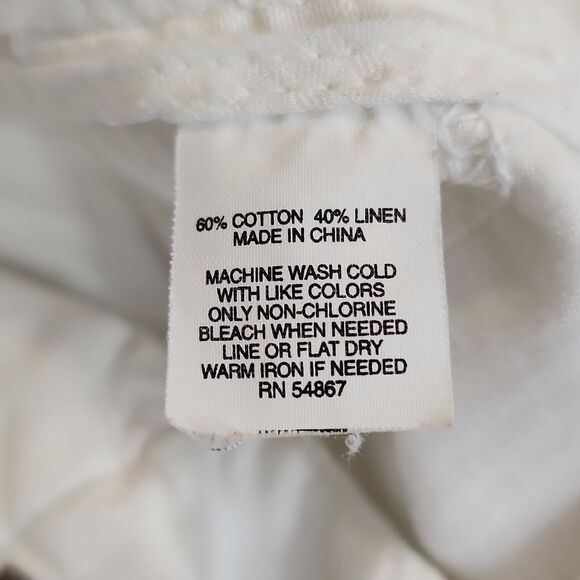 60% COTTON 40% LINEN
MADE IN CHINA
MACHINE WASH COLD
WITH LIKE COLORS
ONLY NON-CHLORINE
BLEACH WHEN NEEDED
LINE OR FLAT DRY
WARM IRON IF NEEDED
RN 54867